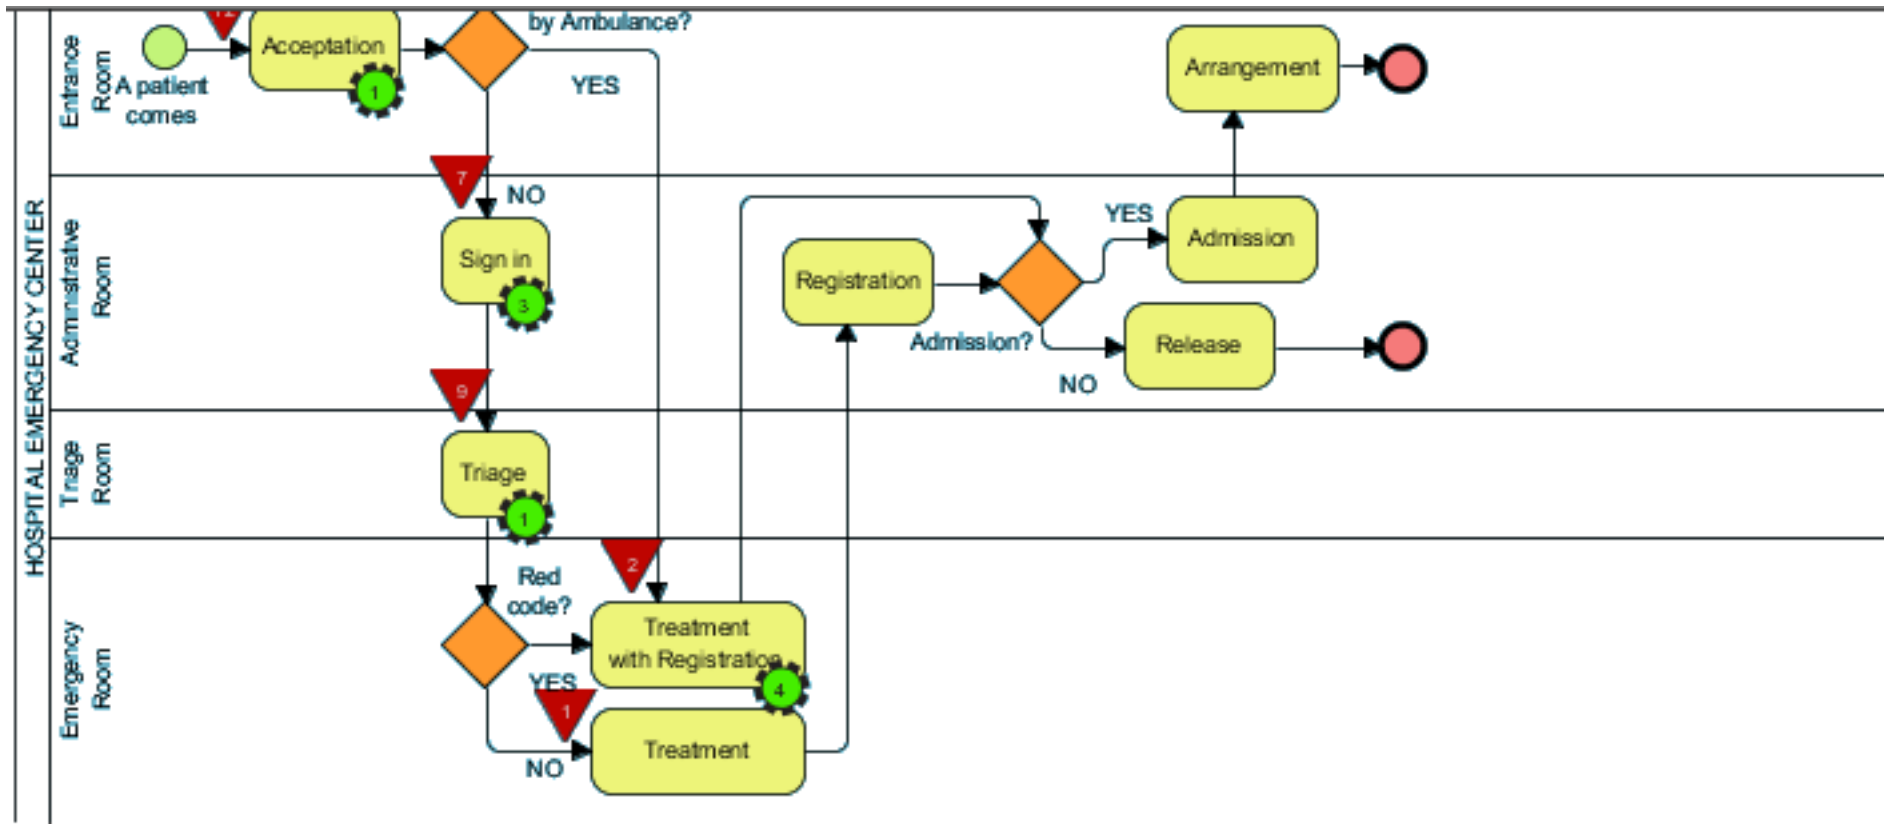 HOSPITAL EMERGENCY CENTER
Entrance
Room
A patient
comes
Acceptation
1
by Ambulance?
YES
Arrangement
Administrative
Room
7
NO
Sign in
3
Registration
Admission?
YES
Admission
NO
Release
Triage
Room
9
Triage
1
Emergency
Room
Red
code?
2
Treatment
with Registration
4
YES
1
NO
Treatment